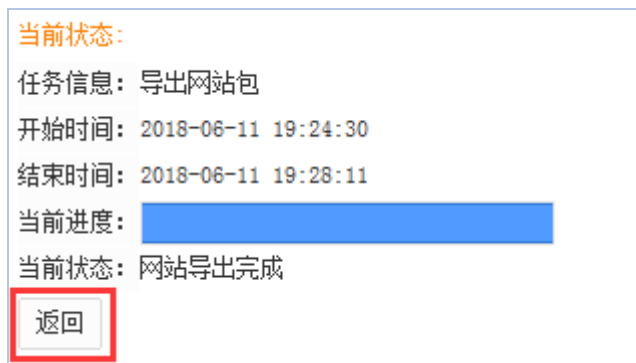 当前状态:
任务信息: 导出网站包
开始时间: 2018-06-11 19:24:30
结束时间: 2018-06-11 19:28:11
当前进度:
当前状态: 网站导出完成
返回